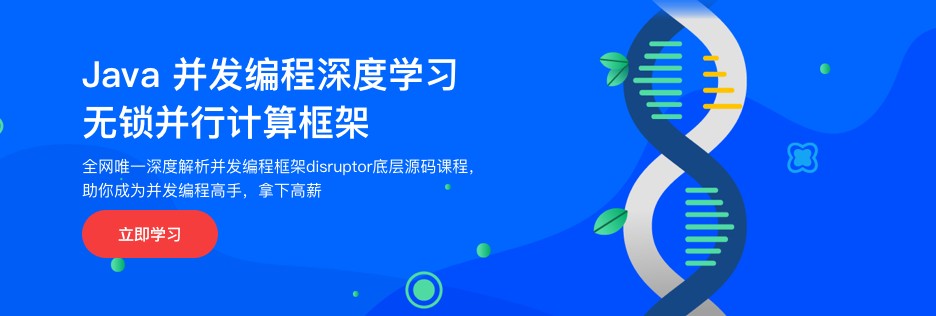 Java 并发编程深度学习
无锁并行计算框架
全网唯一深度解析并发编程框架disruptor底层源码课程，
助你成为并发编程高手，拿下高薪
立即学习